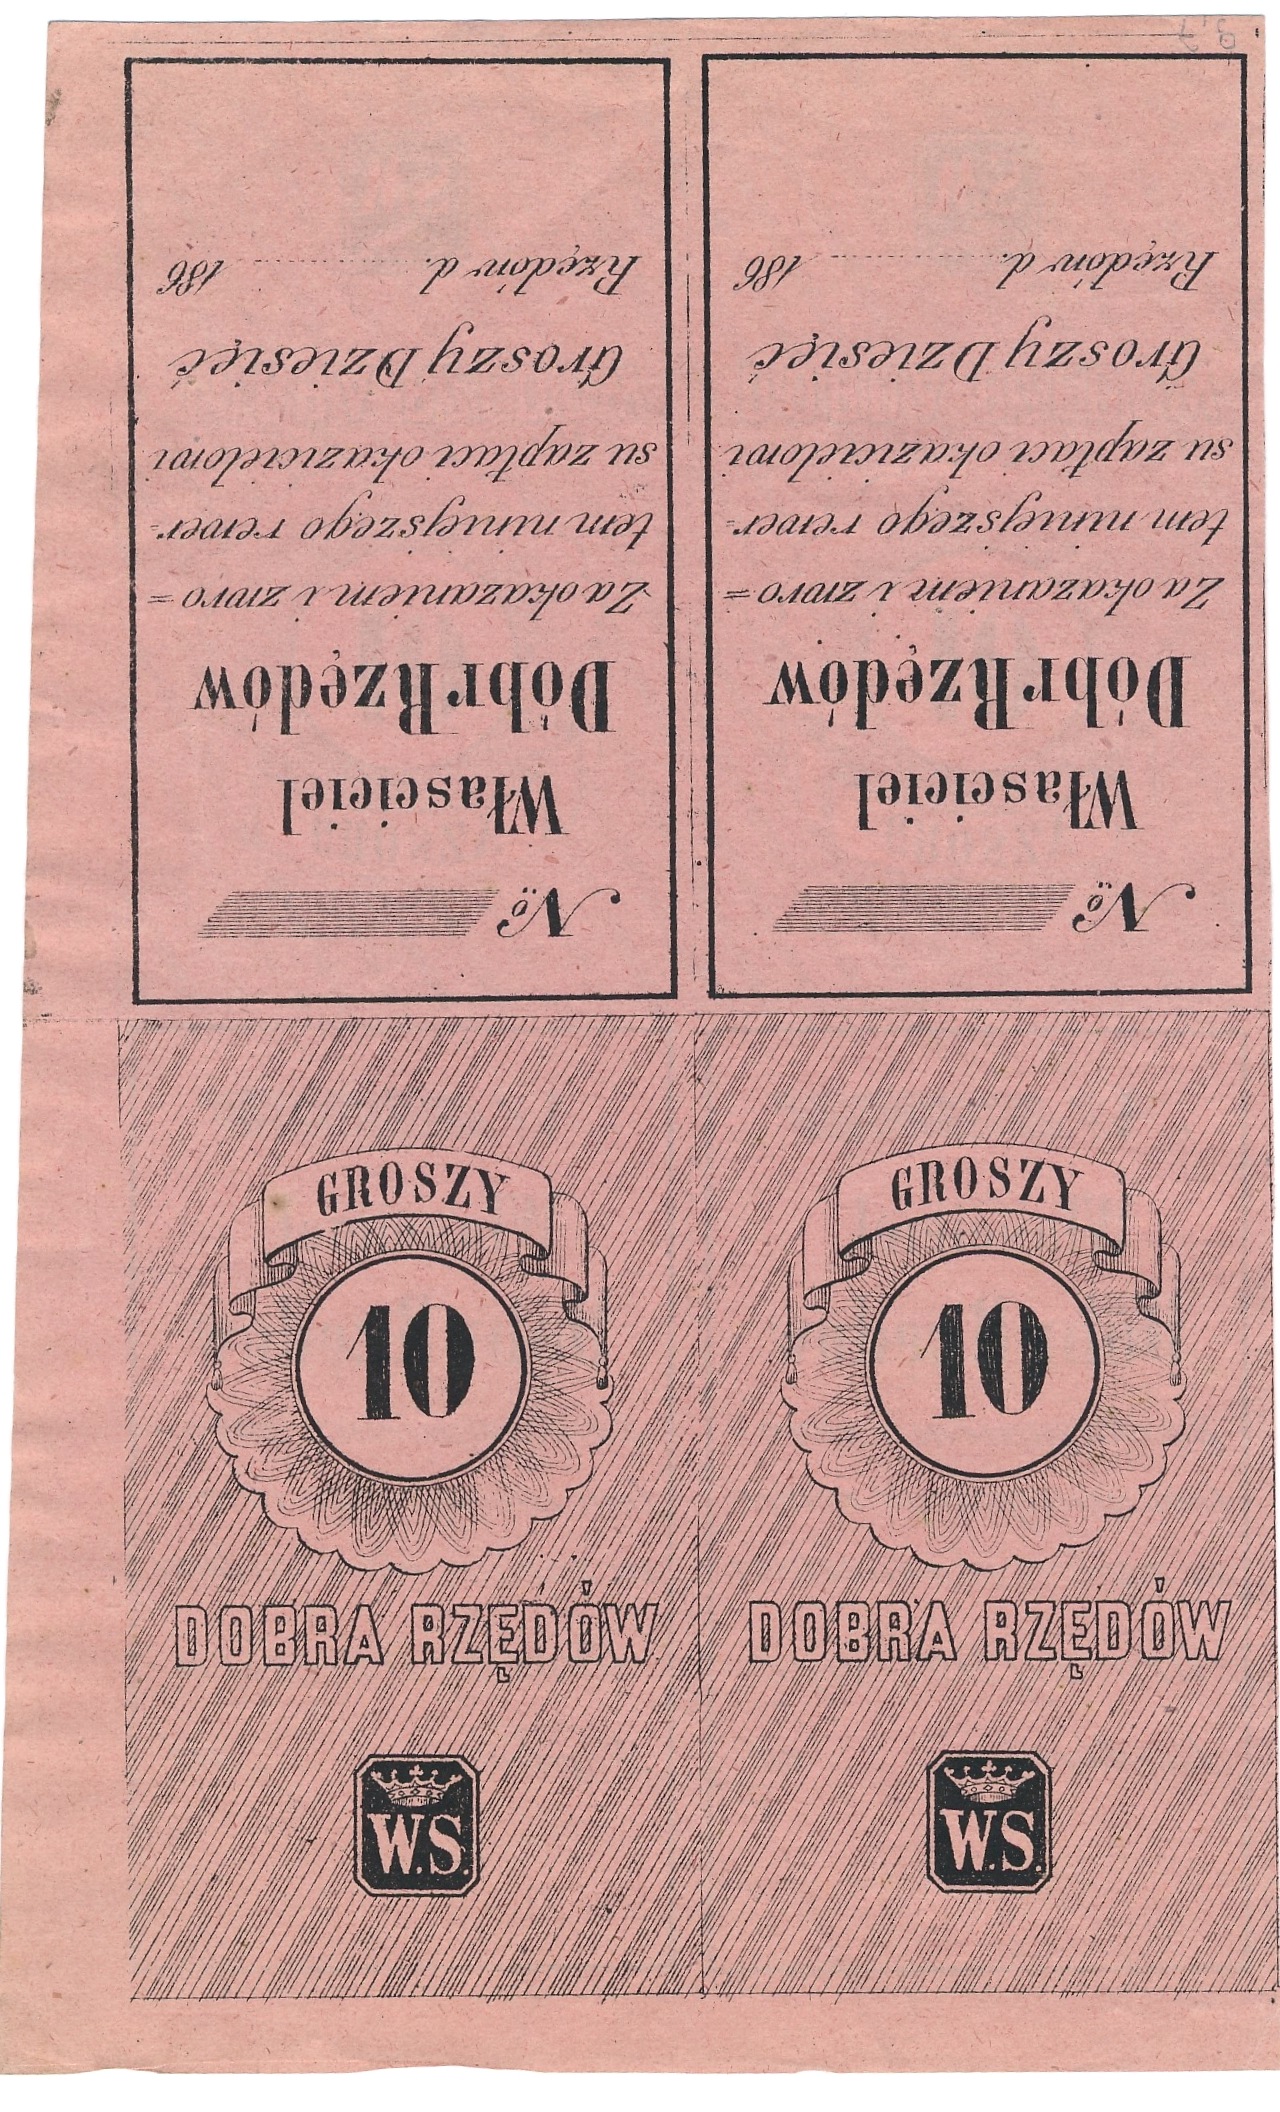 No
Właściciel
Dóbr Rzędów
Za okazaniem i zwro=
tem niniejszego rewer=
su zapłaci okazicielowi
Groszy Dziesięć
Rzędów d. 186
No
Właściciel
Dóbr Rzędów
Za okazaniem i zwro=
tem niniejszego rewer=
su zapłaci okazicielowi
Groszy Dziesięć
Rzędów d. 186
GROSZY
10
DOBRA RZĘDÓW
W.S.
GROSZY
10
DOBRA RZĘDÓW
W.S.